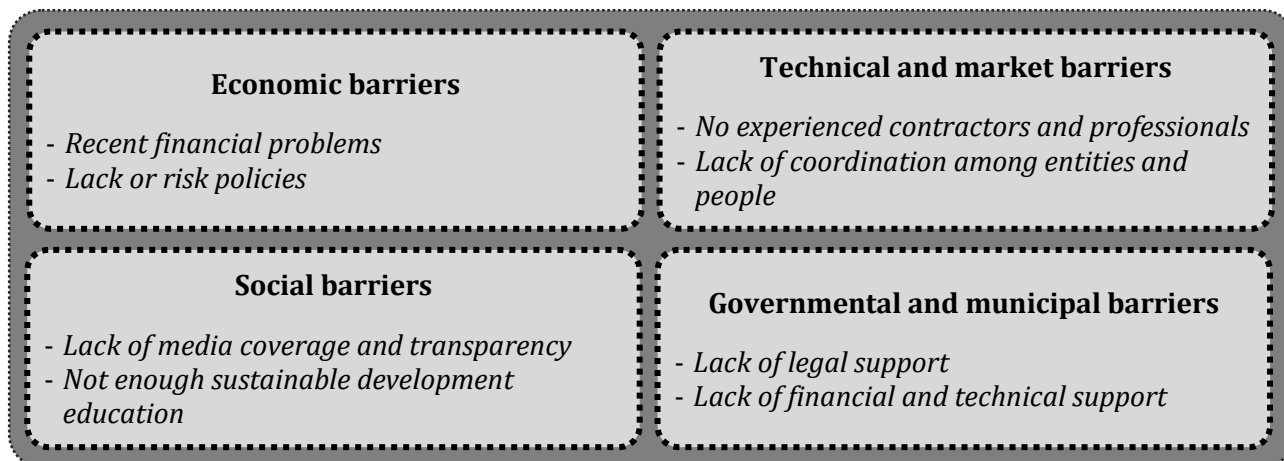 Economic barriers
- Recent financial problems
- Lack or risk policies
Technical and market barriers
- No experienced contractors and professionals
- Lack of coordination among entities and
people
Social barriers
- Lack of media coverage and transparency
- Not enough sustainable development
education
Governmental and municipal barriers
- Lack of legal support
- Lack of financial and technical support